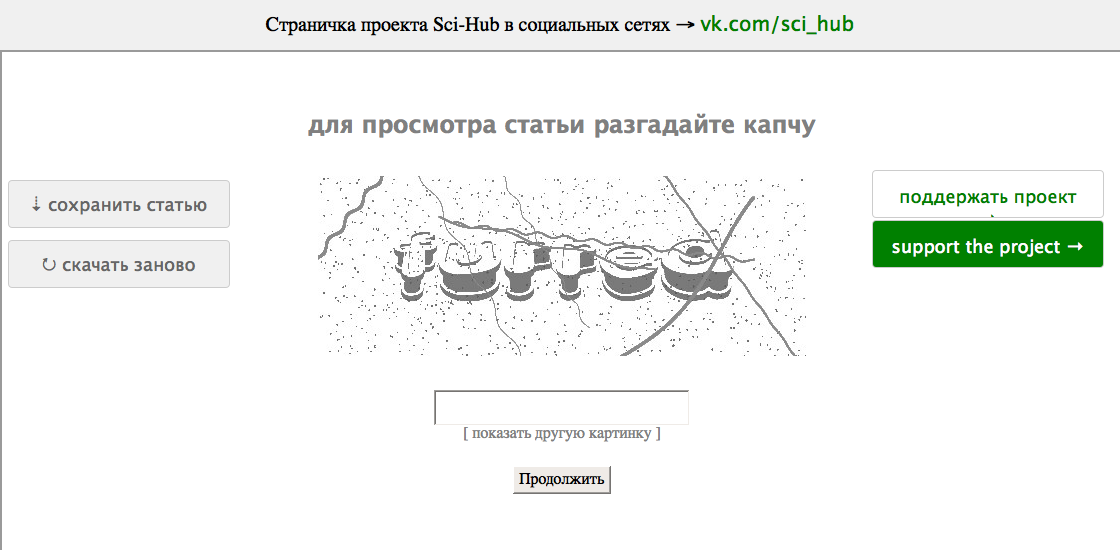 Страничка проекта Sci-Hub в социальных сетях → vk.com/sci_hub
для просмотра статьи разгадайте капчу
⇣ сохранить статью
↻ скачать заново
поддержать проект
support the project →
[ показать другую картинку ]
Продолжить